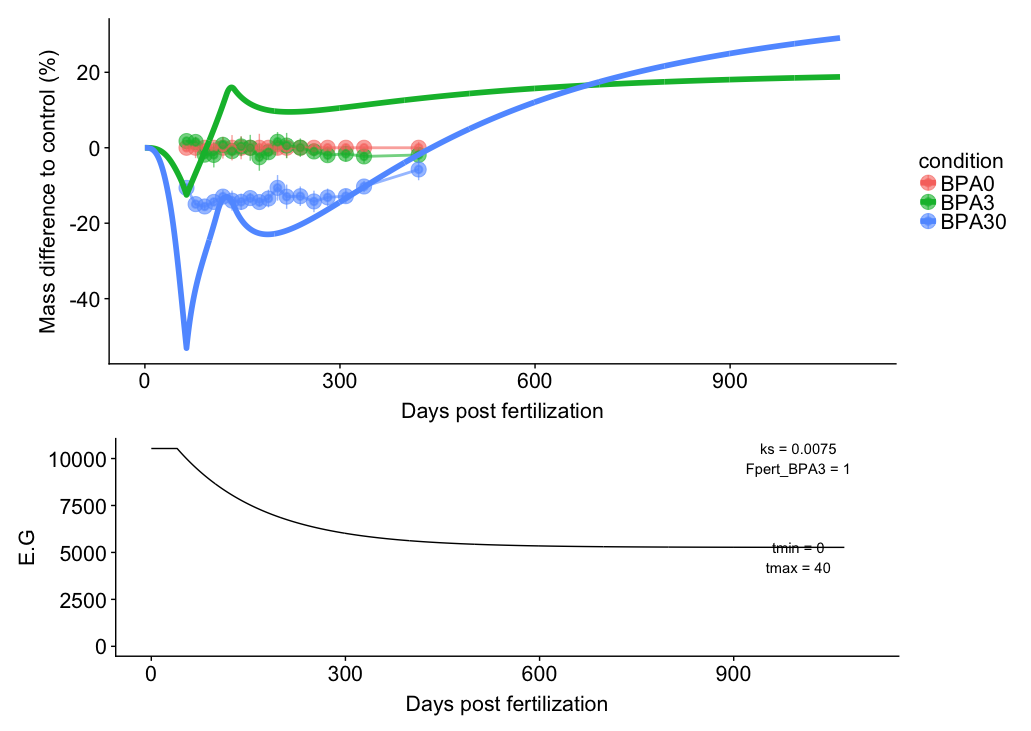 Mass difference to control (%)
20
0
-20
-40
0 300 600 900
Days post fertilization
condition
BPA0
BPA3
BPA30
E.G
10000
7500
5000
2500
0
ks = 0.0075
Fpert_BPA3 = 1
tmin = 0
tmax = 40
0 300 600 900
Days post fertilization